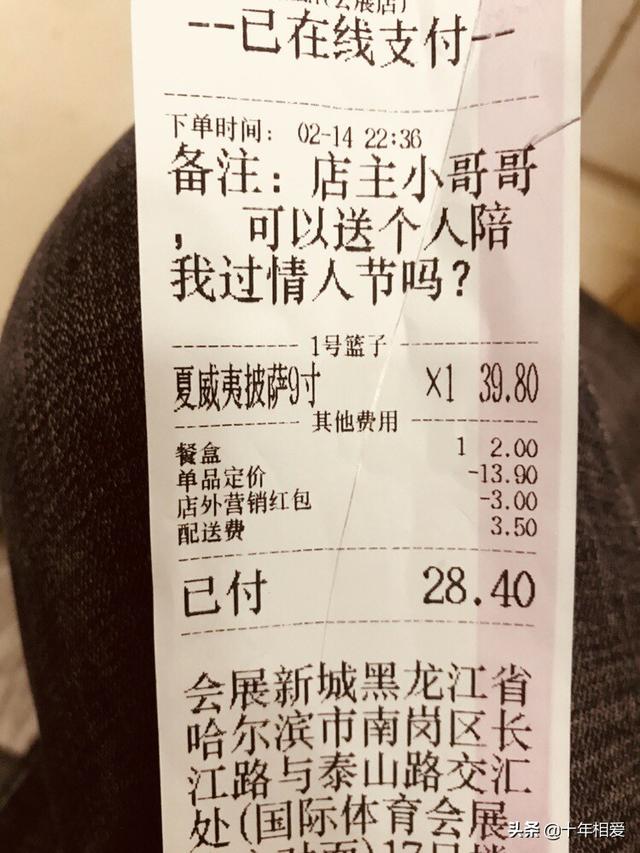 --已在线支付--
下单时间： 02-14 22:36
备注：店主小哥哥
， 可以送个人陪
我过情人节吗？
1号篮子
夏威夷披萨9寸 X1 39.80
其他费用
餐盒 1 2.00
单品定价 -13.90
店外营销红包 -3.00
配送费 3.50
已付 28.40
会展新城黑龙江省
哈尔滨市南岗区长
江路与泰山路交汇
处(国际体育会展
头条 @十年相爱